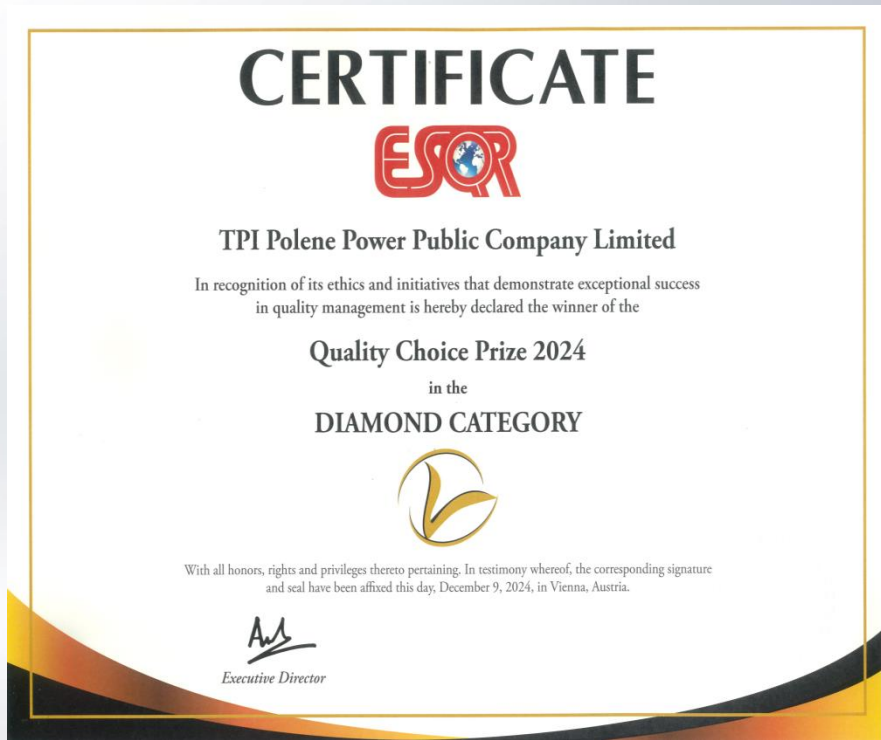 CERTIFICATE
ESQR
TPI Polene Power Public Company Limited
In recognition of its ethics and initiatives that demonstrate exceptional success
in quality management is hereby declared the winner of the
Quality Choice Prize 2024
in the
DIAMOND CATEGORY
With all honors, rights and privileges thereto pertaining. In testimony whereof, the corresponding signature
and seal have been affixed this day, December 9, 2024, in Vienna, Austria.
Executive Director